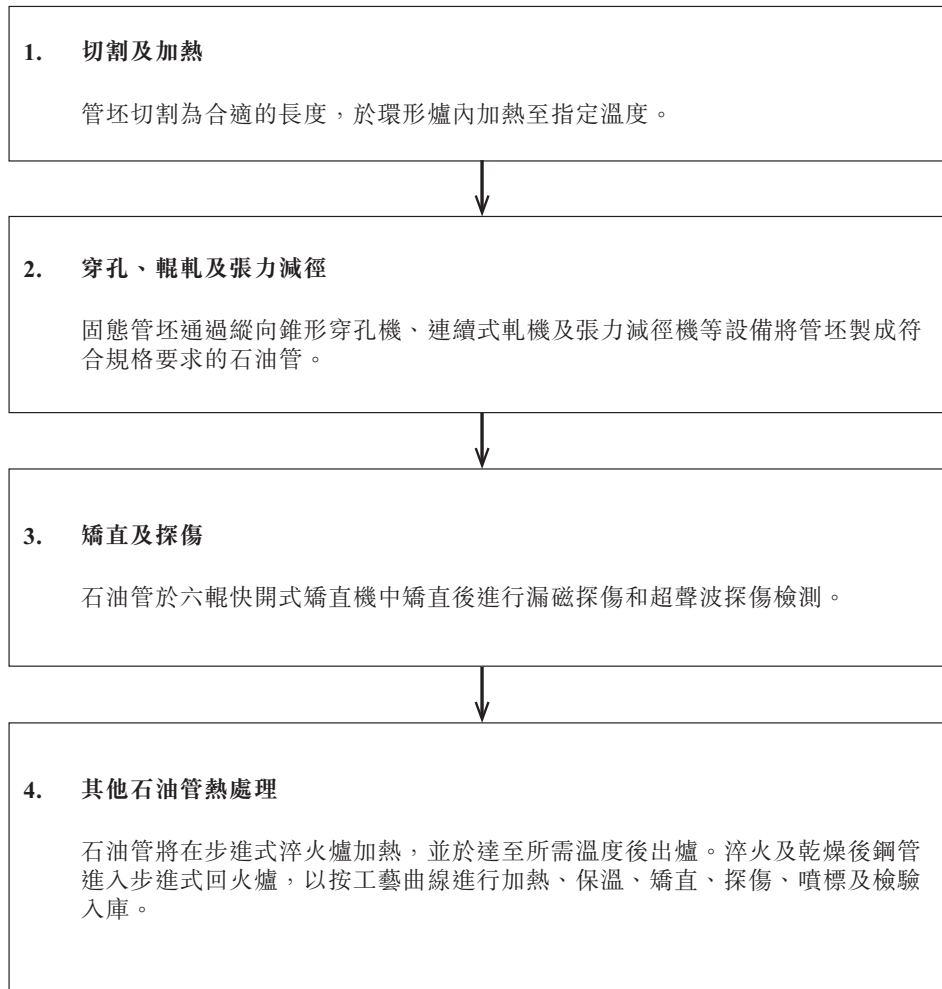 1. 切割及加熱
管坯切割為合適的長度，於環形爐內加熱至指定溫度。
2. 穿孔、輥軋及張力減徑
固態管坯通過縱向錐形穿孔機、連續式軋機及張力減徑機等設備將管坯製成符
合規格要求的石油管。
3. 矯直及探傷
石油管於六輥快開式矯直機中矯直後進行漏磁探傷和超聲波探傷檢測。
4. 其他石油管熱處理
石油管將在步進式淬火爐加熱，並於達至所需溫度後出爐。淬火及乾燥後鋼管
進入步進式回火爐，以按工藝曲線進行加熱、保溫、矯直、探傷、噴標及檢驗
入庫。